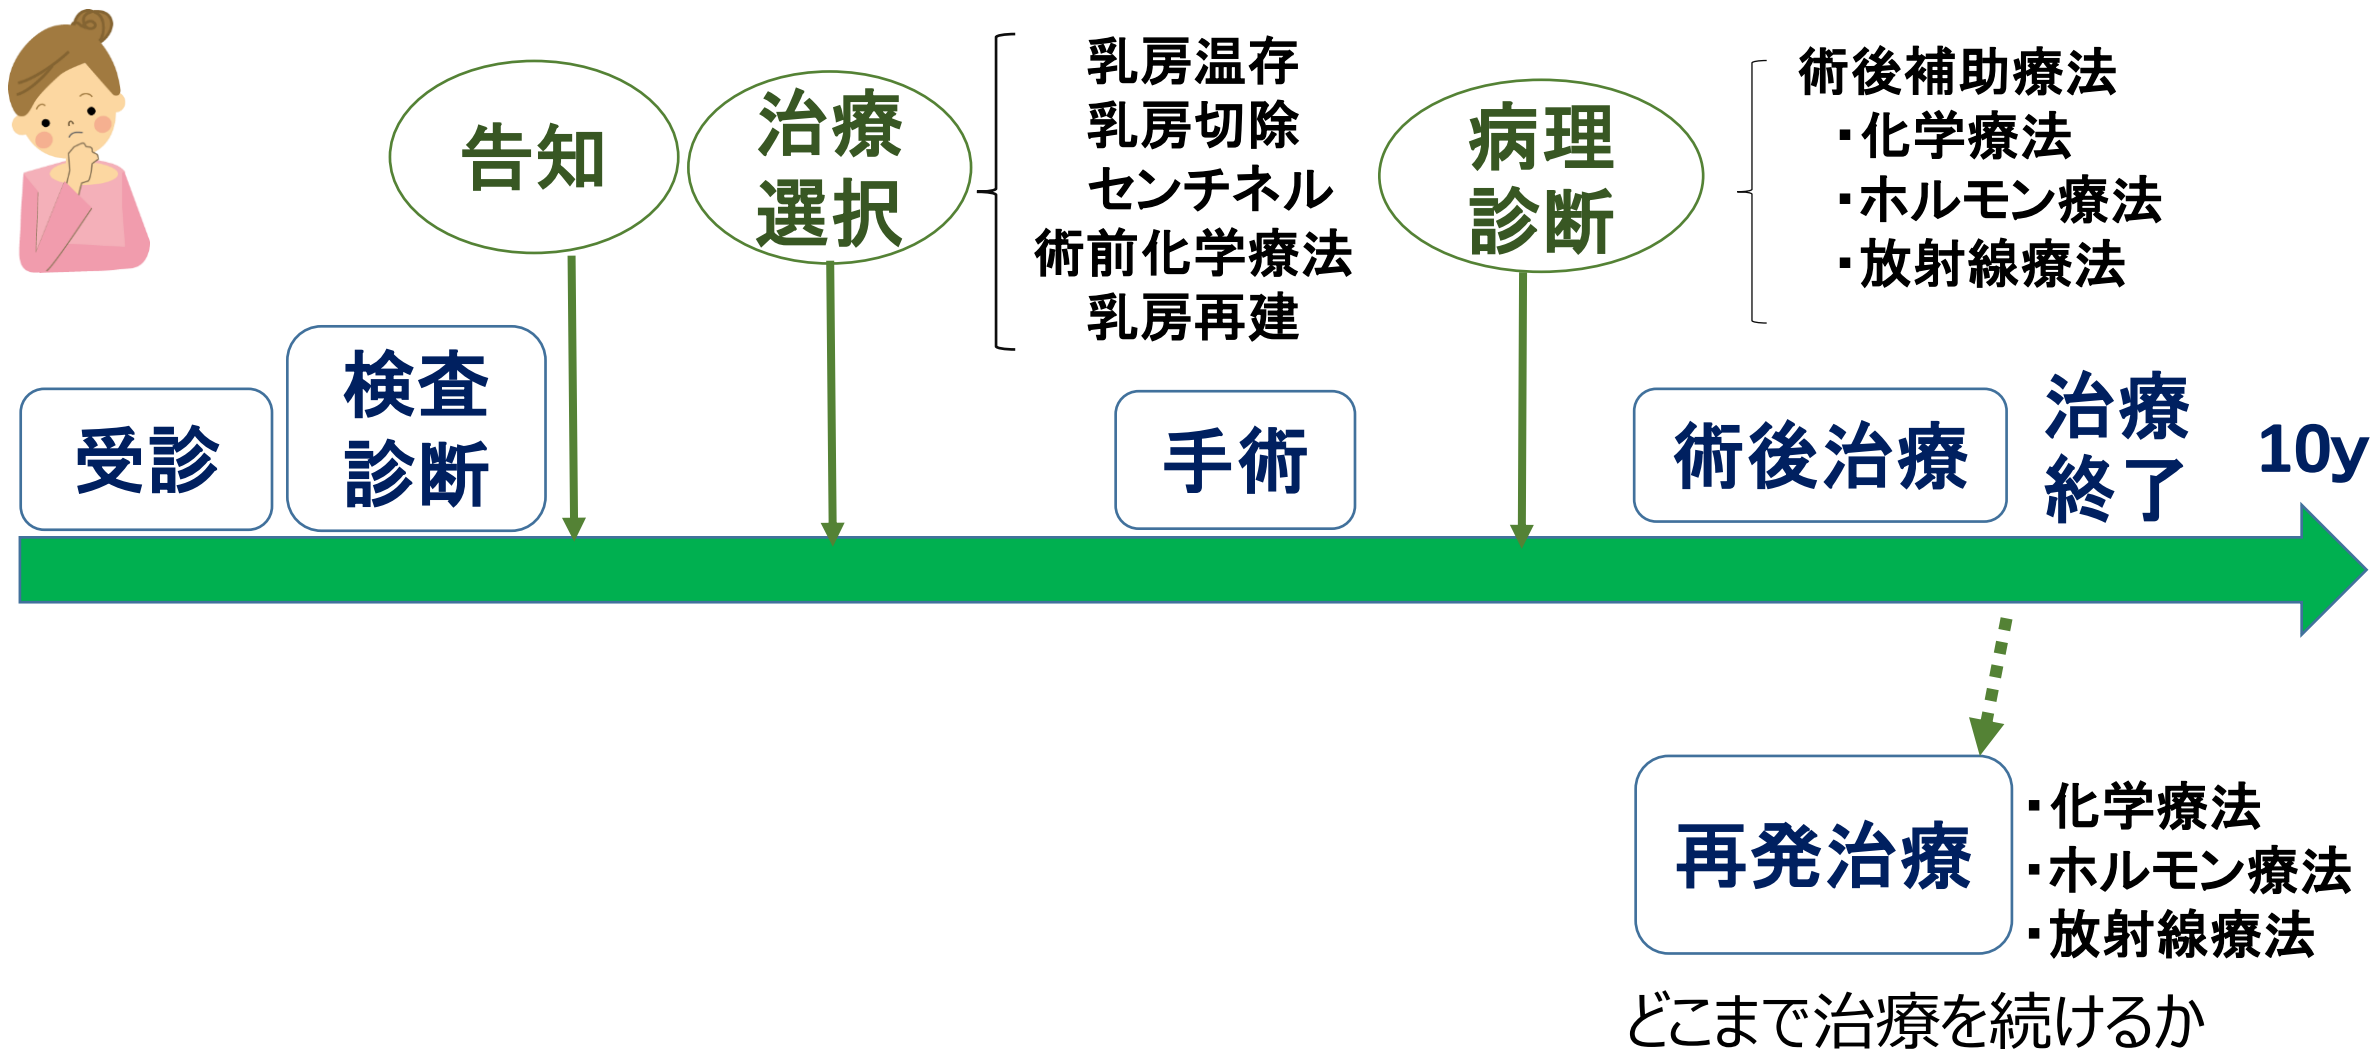 告知
治療
選択
乳房温存
乳房切除
センチネル
術前化学療法
乳房再建
病理
診断
術後補助療法
・化学療法
・ホルモン療法
・放射線療法
受診
検査
診断
手術
術後治療
治療
終了
10y
再発治療
・化学療法
・ホルモン療法
・放射線療法
どこまで治療を続けるか